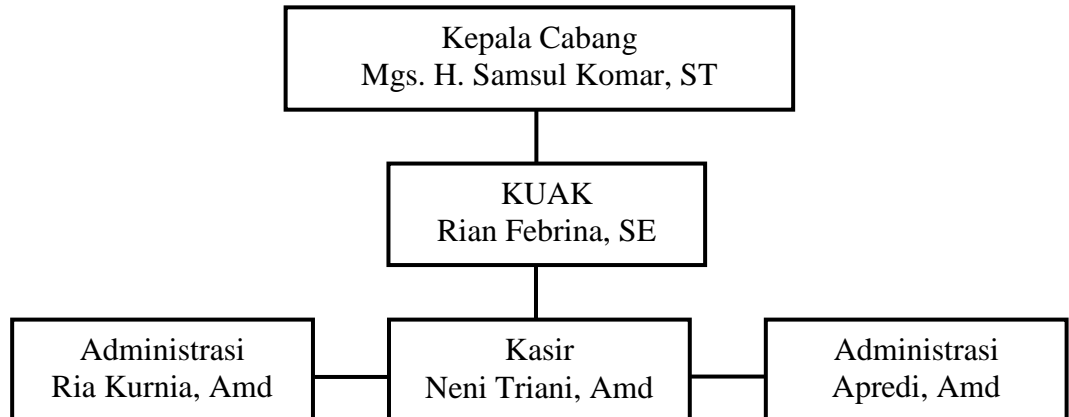 Kepala Cabang
Mgs. H. Samsul Komar, ST
KUAK
Rian Febrina, SE
Administrasi
Ria Kurnia, Amd
Kasir
Neni Triani, Amd
Administrasi
Apredi, Amd